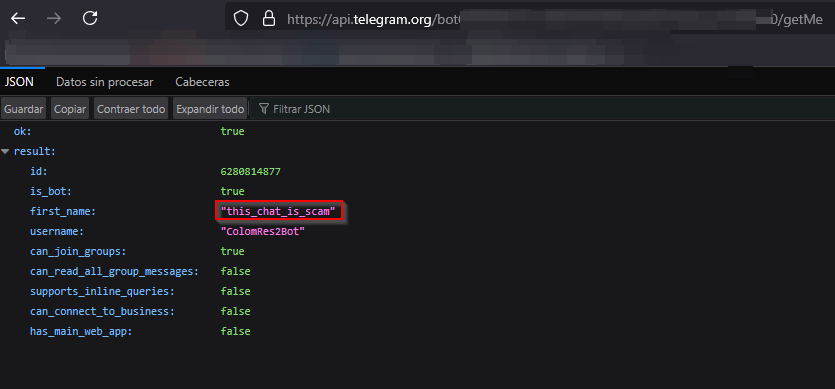 https://api.telegram.org/bot 0/getMe
JSON Datos sin procesar Cabeceras
Guardar Copiar Contraer todo Expandir todo Filtrar JSON
ok: true
result:
id: 6280814877
is_bot: true
first_name: "this_chat_is_scam"
username: "ColomRes2Bot"
can_join_groups: true
can_read_all_group_messages: false
supports_inline_queries: false
can_connect_to_business: false
has_main_web_app: false